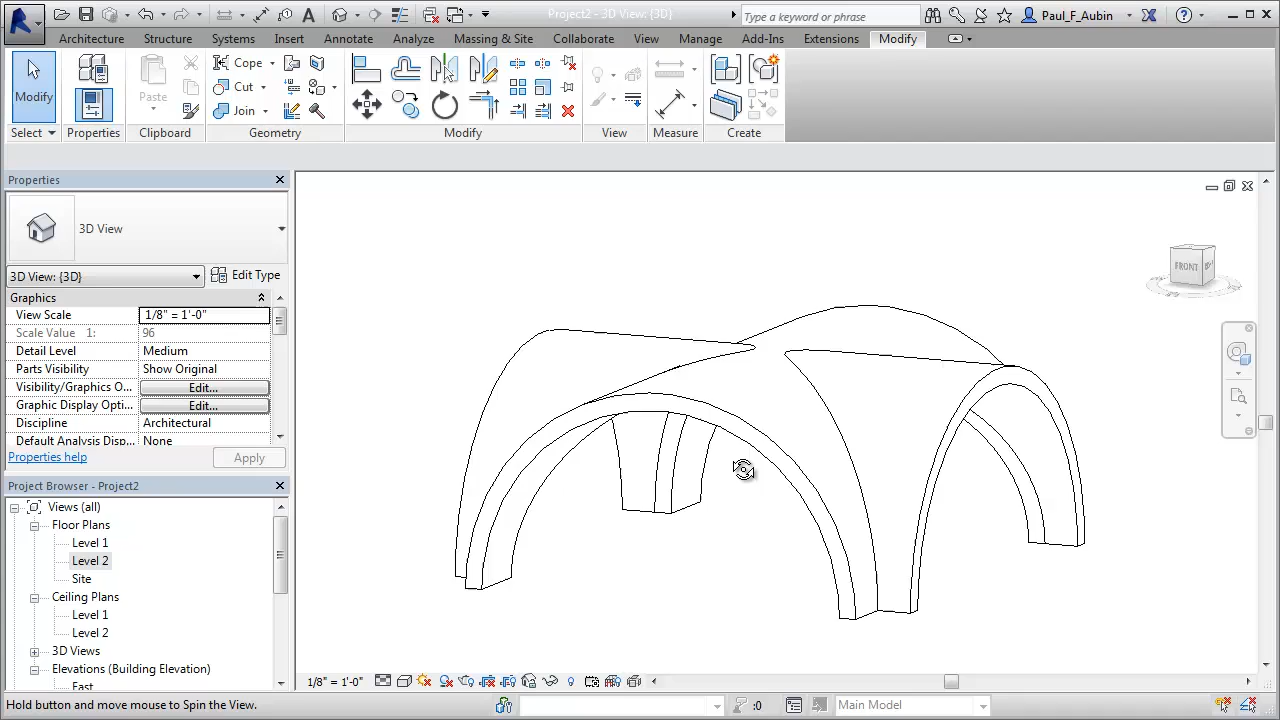 Project2 - 3D View: {3D}
Type a keyword or phrase
Paul_F_Aubin
Architecture Structure Systems Insert Annotate Analyze Massing & Site Collaborate View Manage Add-Ins Extensions Modify
Modify
Paste
Cope
Cut
Join
Select Properties Clipboard Geometry Modify View Measure Create
Properties
3D View
3D View: {3D}
Edit Type
Graphics
View Scale 1/8" = 1'-0"
Scale Value 1: 96
Detail Level Medium
Parts Visibility Show Original
Visibility/Graphics O... Edit...
Graphic Display Opti... Edit...
Discipline Architectural
Default Analysis Disp... None
Properties help
Apply
FRONT
Project Browser - Project2
Views (all)
Floor Plans
Level 1
Level 2
Site
Ceiling Plans
Level 1
Level 2
3D Views
Elevations (Building Elevation)
East
1/8" = 1'-0"
Hold button and move mouse to Spin the View.
:0
Main Model